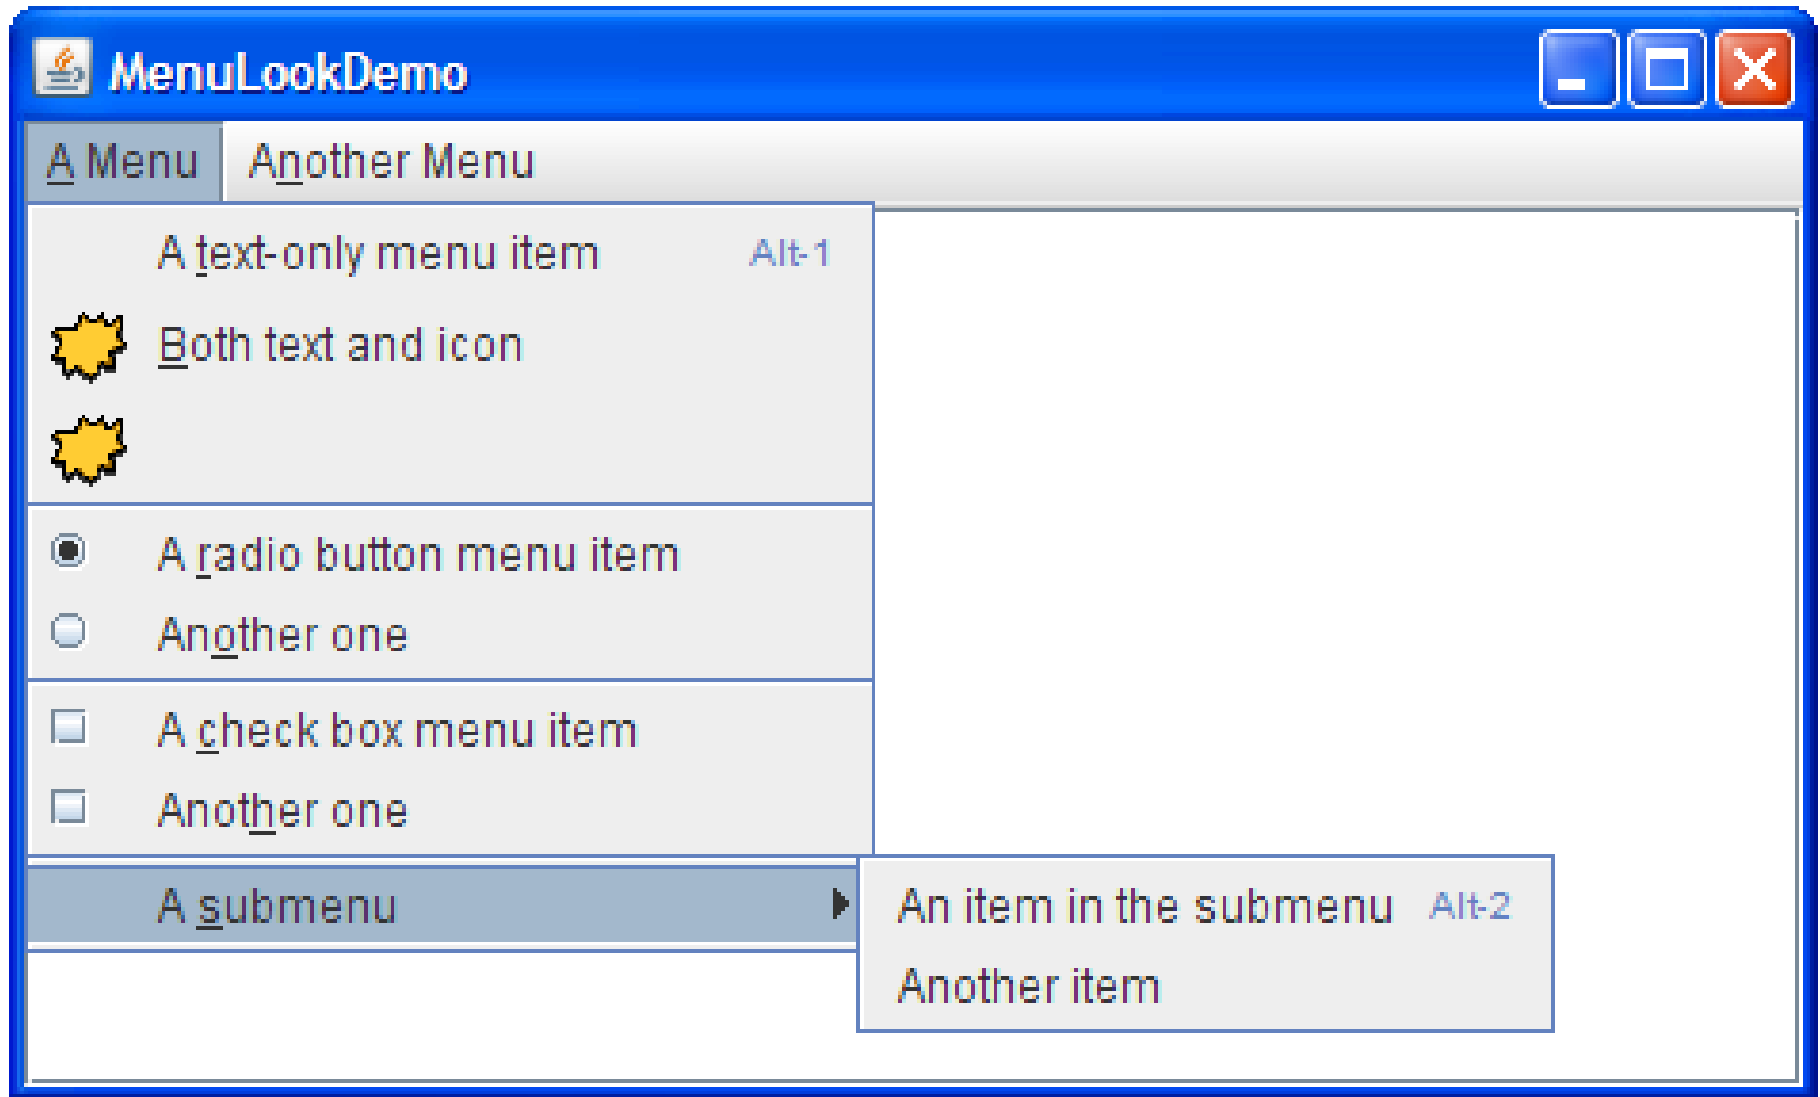 MenuLookDemo
A Menu Another Menu
A text-only menu item Alt-1
Both text and icon
A radio button menu item
Another one
A check box menu item
Another one
A submenu
An item in the submenu Alt-2
Another item